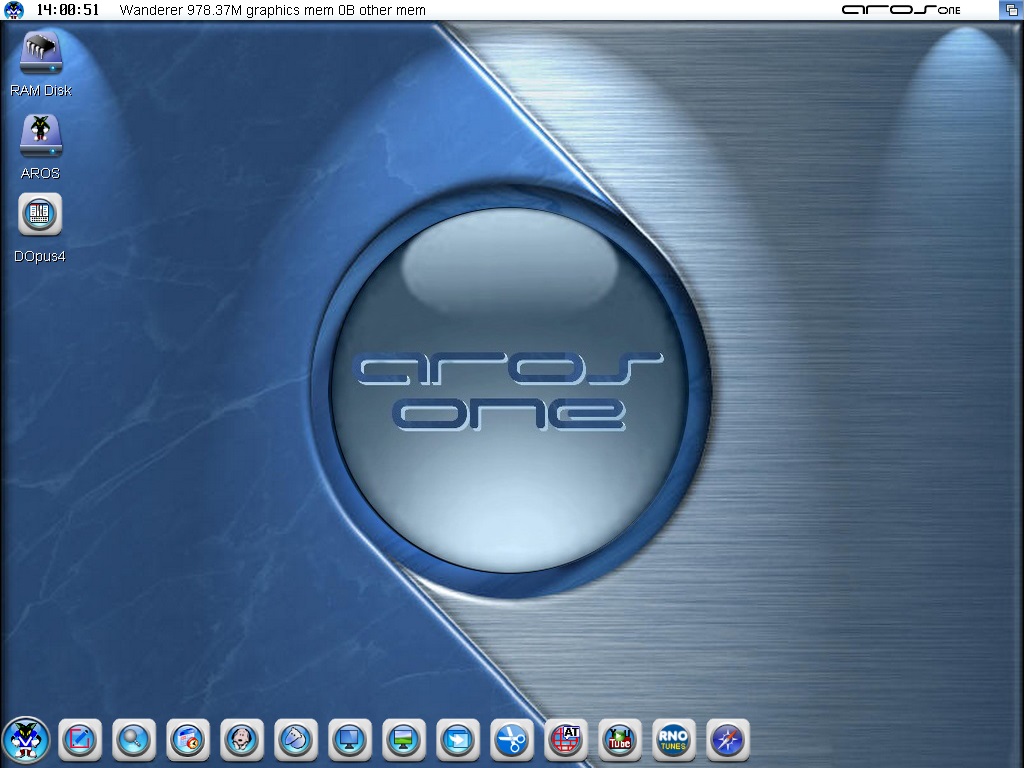 14:00:51 Wanderer 978.37M graphics mem 0B other mem
aros one
RAM Disk
AROS
DOpus4
aros
one
AT
You
Tube
RNO
TUNES